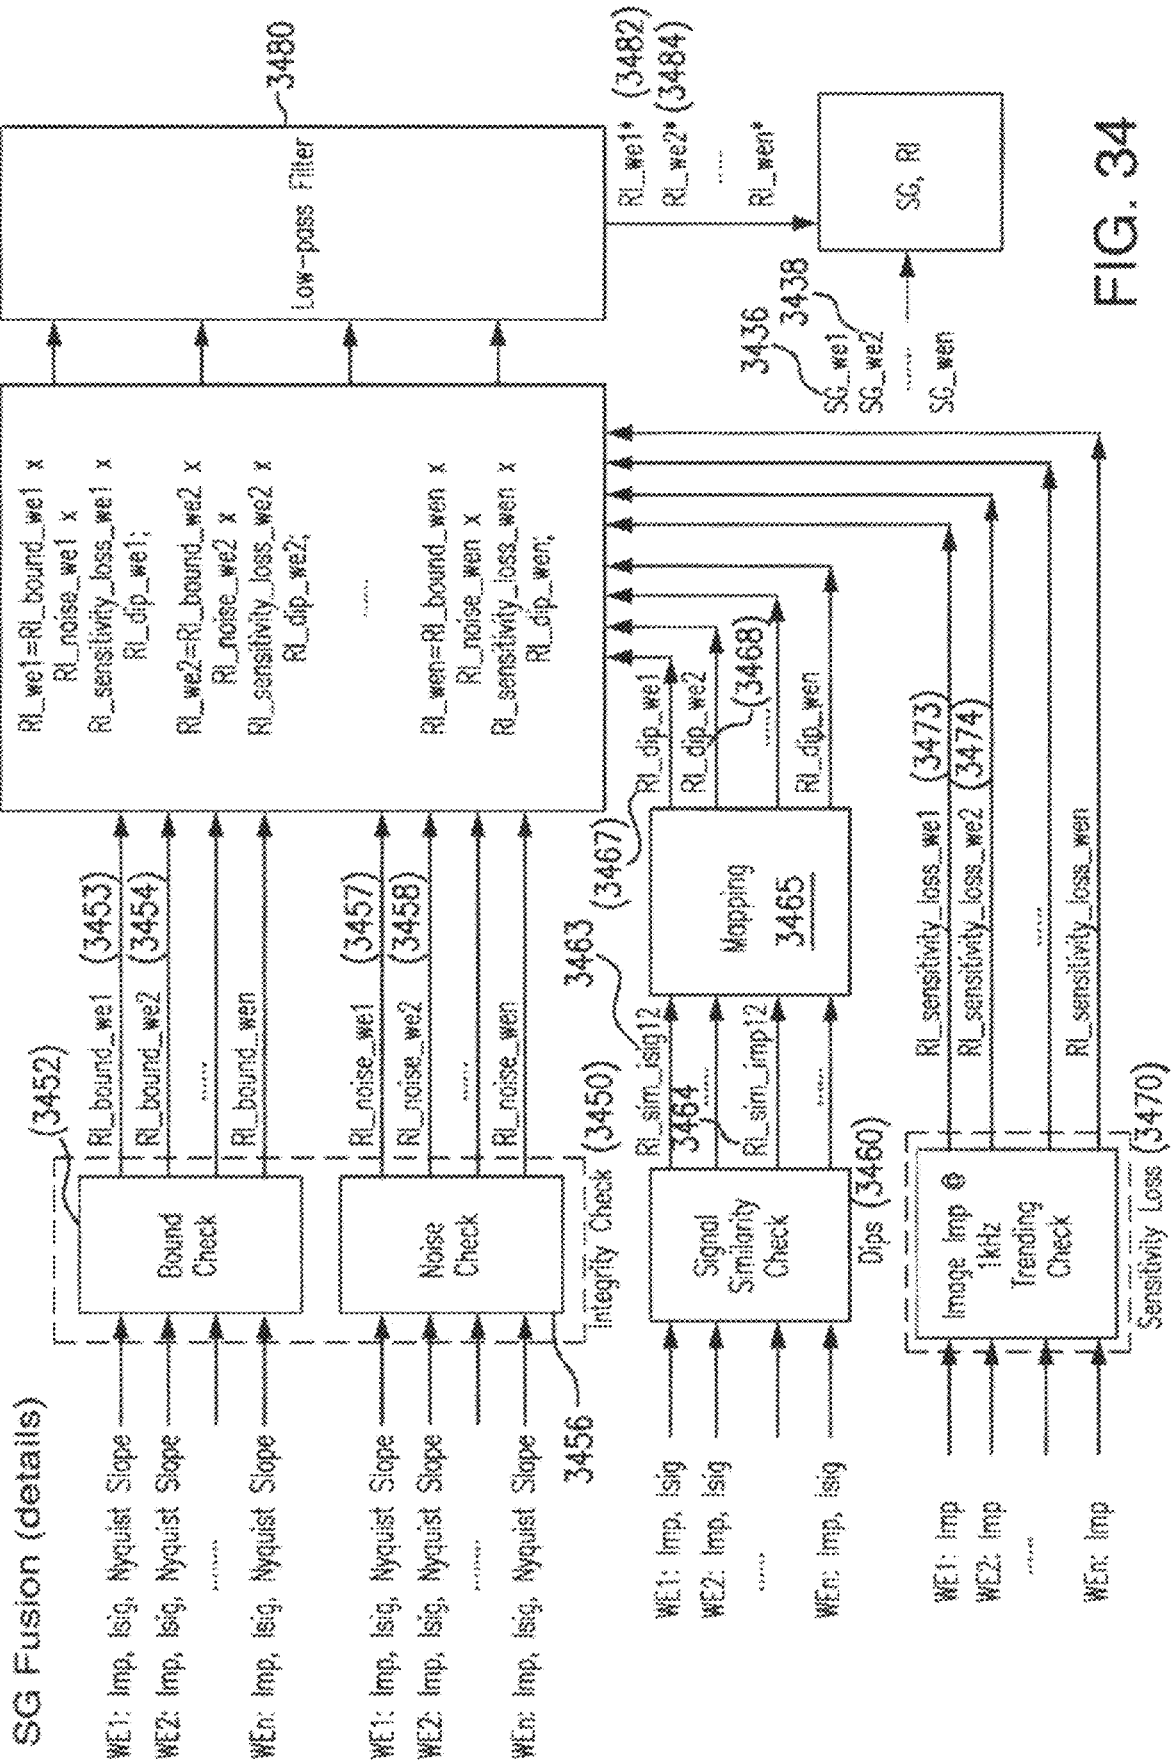 SG Fusion (details)
WE1: Imp, Isig, Nyquist Slope
WE2: Imp, Isig, Nyquist Slope
......
WEn: Imp, Isig, Nyquist Slope
WE1: Imp, Isig, Nyquist Slope
WE2: Imp, Isig, Nyquist Slope
......
WEn: Imp, Isig, Nyquist Slope
3456
WE1: Imp, Isig
WE2: Imp, Isig
......
WEn: Imp, Isig
WE1: Imp
WE2: Imp
......
WEn: Imp
(3452)
Bound
Check
Noise
Check
Integrity Check (3450)
Signal
Similarity
Check
Dips (3460)
Image Imp @
1kHz
Trending
Check
Sensitivity Loss (3470)
RI_bound_we1 (3453)
RI_bound_we2 (3454)
......
RI_bound_wen
RI_noise_we1 (3457)
RI_noise_we2 (3458)
......
RI_noise_wen
RI_sim_isig12
3463
......
3464
RI_sim_imp12
......
Mapping
3465
(3467)
RI_dip_we1
RI_dip_we2
(3468)
......
RI_dip_wen
RI_sensitivity_loss_we1 (3473)
RI_sensitivity_loss_we2 (3474)
......
RI_sensitivity_loss_wen
RI_we1=RI_bound_we1 x
RI_noise_we1 x
RI_sensitivity_loss_we1 x
RI_dip_we1;
RI_we2=RI_bound_we2 x
RI_noise_we2 x
RI_sensitivity_loss_we2 x
RI_dip_we2;
......
RI_wen=RI_bound_wen x
RI_noise_wen x
RI_sensitivity_loss_wen x
RI_dip_wen;
Low-pass Filter
3480
RI_we1* (3482)
RI_we2* (3484)
......
RI_wen*
3436
3438
SG_we1
SG_we2
......
SG_wen
SG, RI
FIG. 34